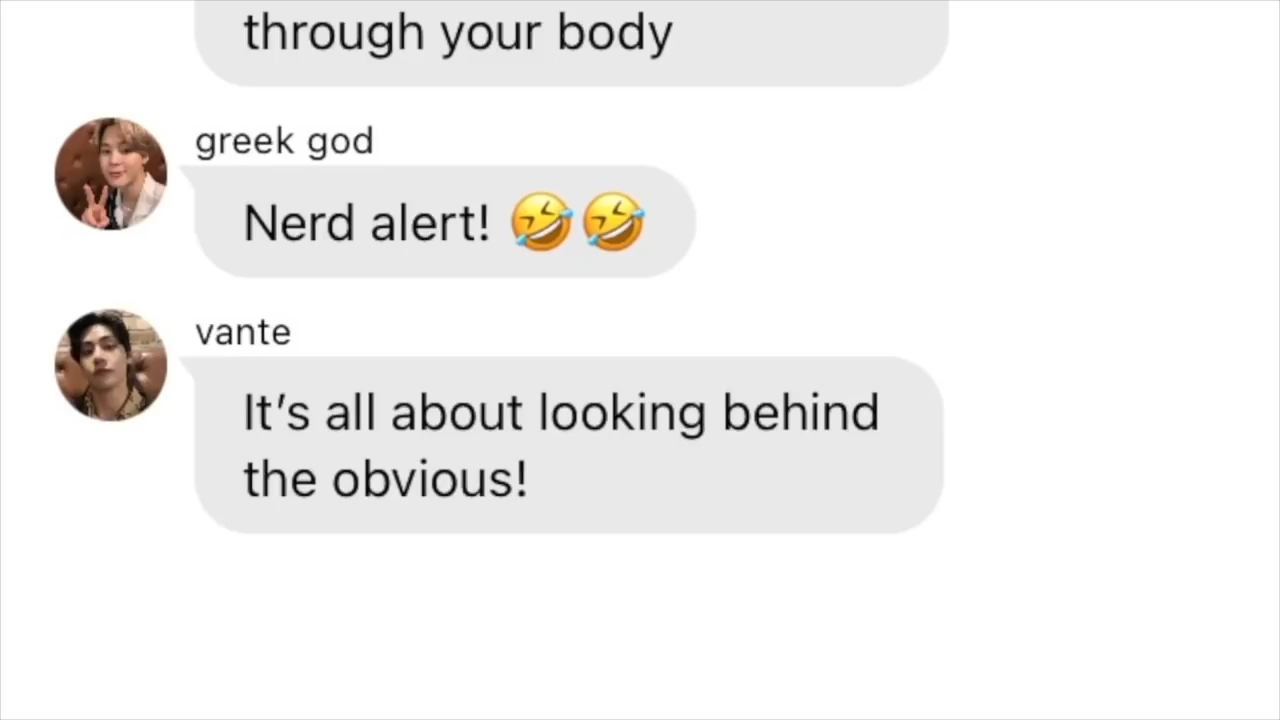 through your body
greek god
Nerd alert! 🤣🤣
vante
It’s all about looking behind
the obvious!